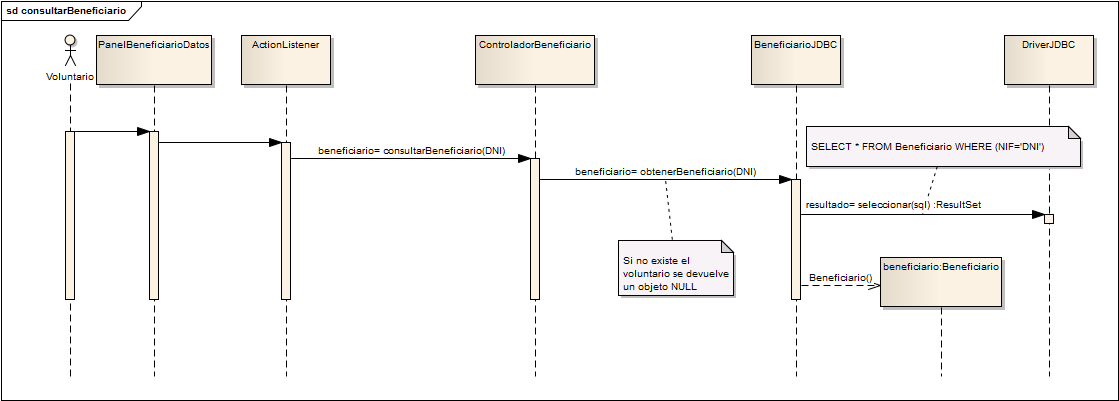 sd consultarBeneficiario
Voluntario
PanelBeneficiarioDatos
ActionListener
ControladorBeneficiario
BeneficiarioJDBC
DriverJDBC
SELECT * FROM Beneficiario WHERE (NIF='DNI')
beneficiario= consultarBeneficiario(DNI)
beneficiario= obtenerBeneficiario(DNI)
resultado= seleccionar(sql) :ResultSet
Si no existe el
voluntario se devuelve
un objeto NULL
Beneficiario()
beneficiario:Beneficiario